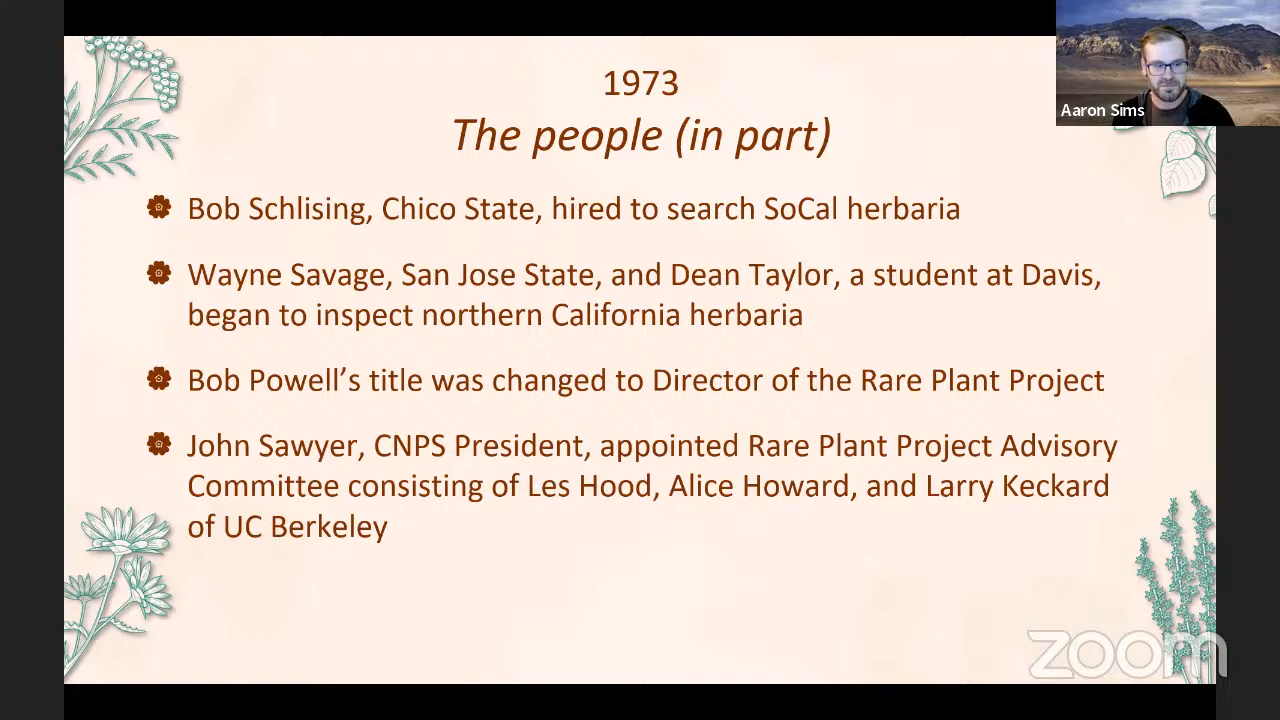 1973
The people (in part)
Aaron Sims
Bob Schlising, Chico State, hired to search SoCal herbaria
Wayne Savage, San Jose State, and Dean Taylor, a student at Davis,
began to inspect northern California herbaria
Bob Powell’s title was changed to Director of the Rare Plant Project
John Sawyer, CNPS President, appointed Rare Plant Project Advisory
Committee consisting of Les Hood, Alice Howard, and Larry Keckard
of UC Berkeley
zoom